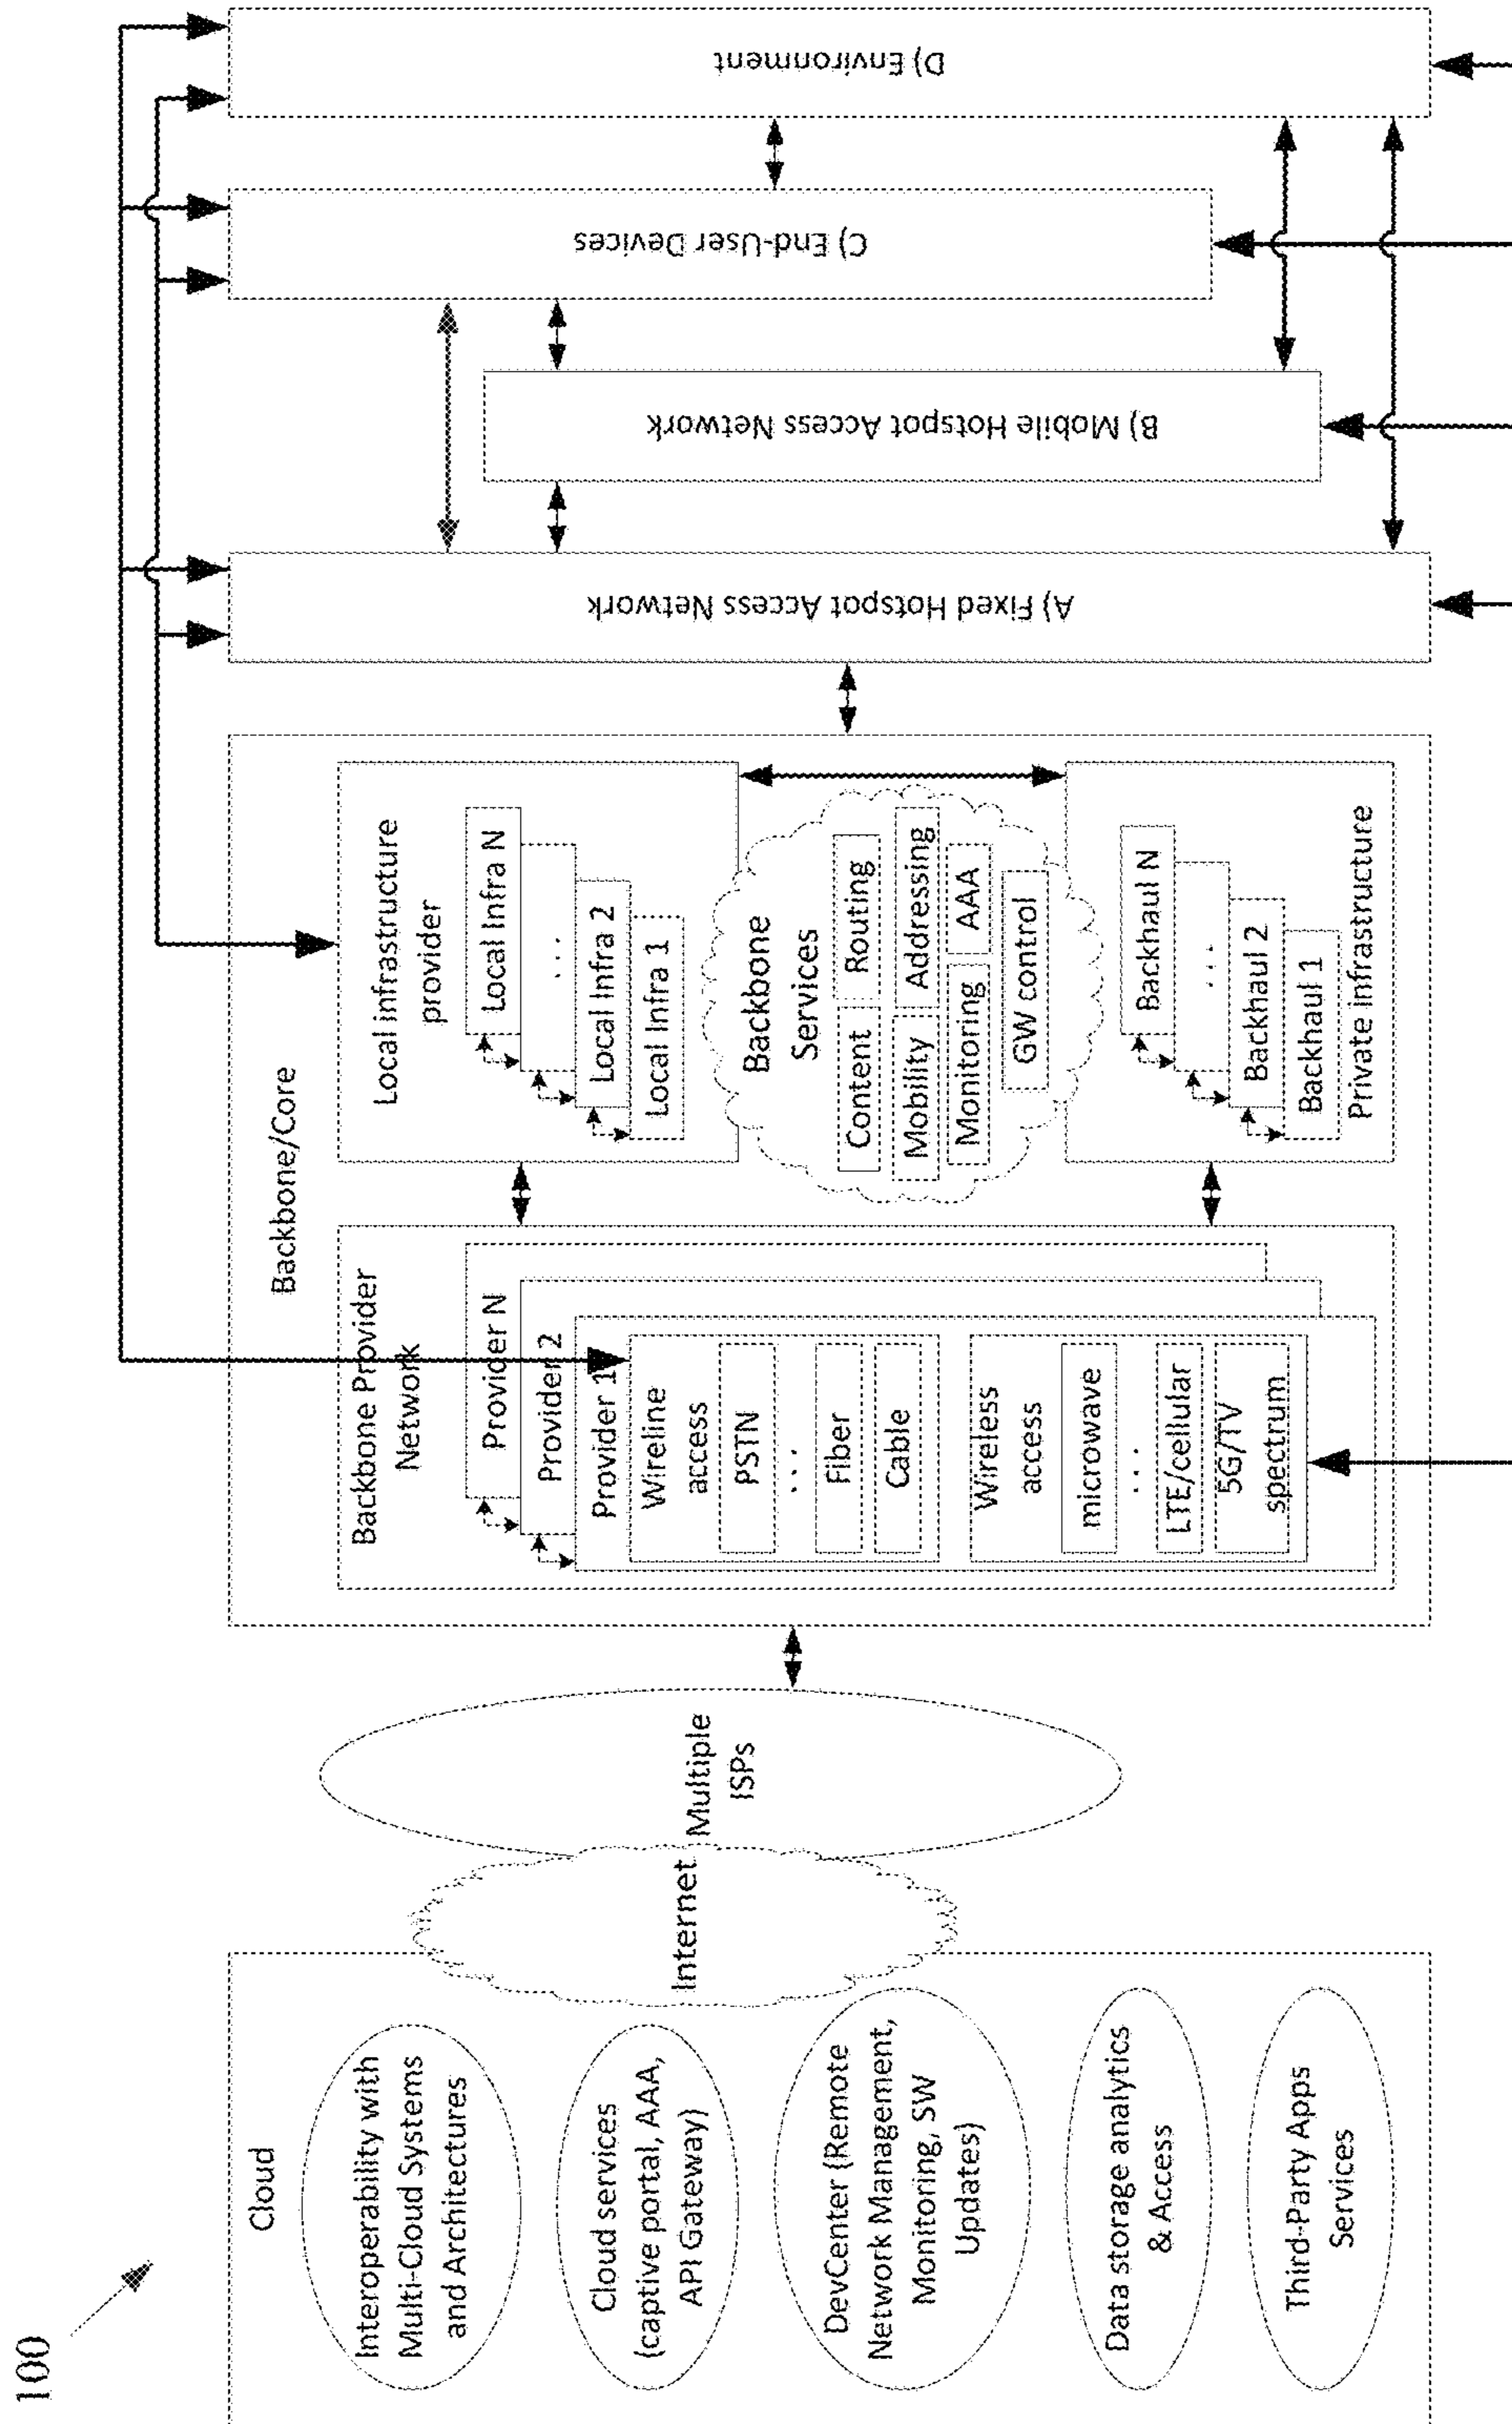 100
Cloud
Interoperability with
Multi-Cloud Systems
and Architectures
Cloud services
(captive portal, AAA,
API Gateway)
DevCenter (Remote
Network Management,
Monitoring, SW
Updates)
Data storage analytics
& Access
Third-Party Apps
Services
Internet
Multiple
ISPs
Backbone/Core
Backbone Provider
Network
Provider N
Provider 2
Provider 1
Wireline
access
PSTN
...
Fiber
Cable
Wireless
access
microwave
...
LTE/cellular
5G/TV
spectrum
Local infrastructure
provider
Local Infra N
...
Local Infra 2
Local Infra 1
Backbone
Services
Content
Routing
Mobility
Addressing
Monitoring
AAA
GW control
Backhaul N
...
Backhaul 2
Backhaul 1
Private infrastructure
A) Fixed Hotspot Access Network
B) Mobile Hotspot Access Network
C) End-User Devices
D) Environment